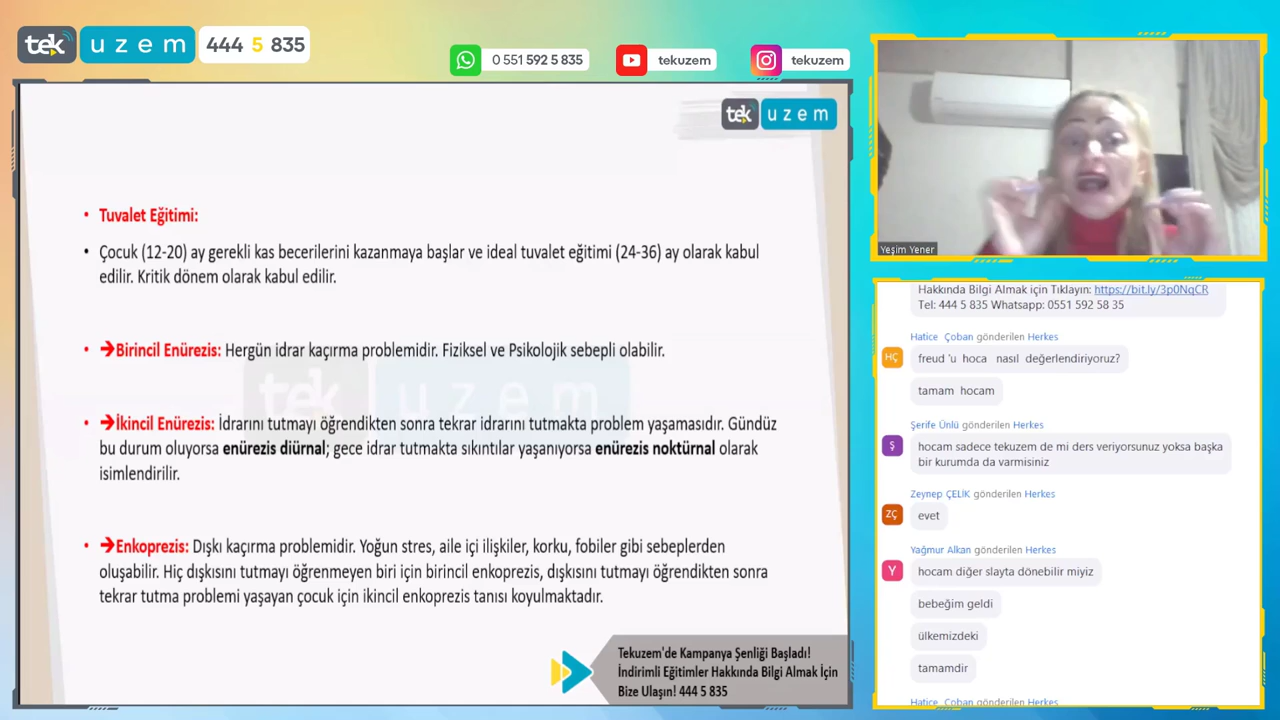 tek uzem 444 5 835
0 551 592 5 835
tekuzem
tekuzem
tek uzem
• Tuvalet Eğitimi:
• Çocuk (12-20) ay gerekli kas becerilerini kazanmaya başlar ve ideal tuvalet eğitimi (24-36) ay olarak kabul
edilir. Kritik dönem olarak kabul edilir.
• ➔Birincil Enürezis: Hergün idrar kaçırma problemidir. Fiziksel ve Psikolojik sebepli olabilir.
tek uzem
• ➔İkincil Enürezis: İdrarını tutmayı öğrendikten sonra tekrar idrarını tutmakta problem yaşamasıdır. Gündüz
bu durum oluyorsa enürezis diürnal; gece idrar tutmakta sıkıntılar yaşanıyorsa enürezis noktürnal olarak
isimlendirilir.
• ➔Enkoprezis: Dışkı kaçırma problemidir. Yoğun stres, aile içi ilişkiler, korku, fobiler gibi sebeplerden
oluşabilir. Hiç dışkısını tutmayı öğrenmeyen biri için birincil enkoprezis, dışkısını tutmayı öğrendikten sonra
tekrar tutma problemi yaşayan çocuk için ikincil enkoprezis tanısı koyulmaktadır.
Tekuzem'de Kampanya Şenliği Başladı!
İndirimli Eğitimler Hakkında Bilgi Almak İçin
Bize Ulaşın! 444 5 835
Yeşim Yener
Hakkında Bilgi Almak için Tıklayın: https://bit.ly/3p0NqCR
Tel: 444 5 835 Whatsapp: 0551 592 58 35
Hatice Çoban gönderilen Herkes
HÇ
freud 'u hoca nasıl değerlendiriyoruz?
tamam hocam
Şerife Ünlü gönderilen Herkes
Ş
hocam sadece tekuzem de mi ders veriyorsunuz yoksa başka
bir kurumda da varmisiniz
Zeynep ÇELİK gönderilen Herkes
ZÇ
evet
Yağmur Alkan gönderilen Herkes
Y
hocam diğer slayta dönebilir miyiz
bebeğim geldi
ülkemizdeki
tamamdir
Hatice Çoban gönderilen Herkes